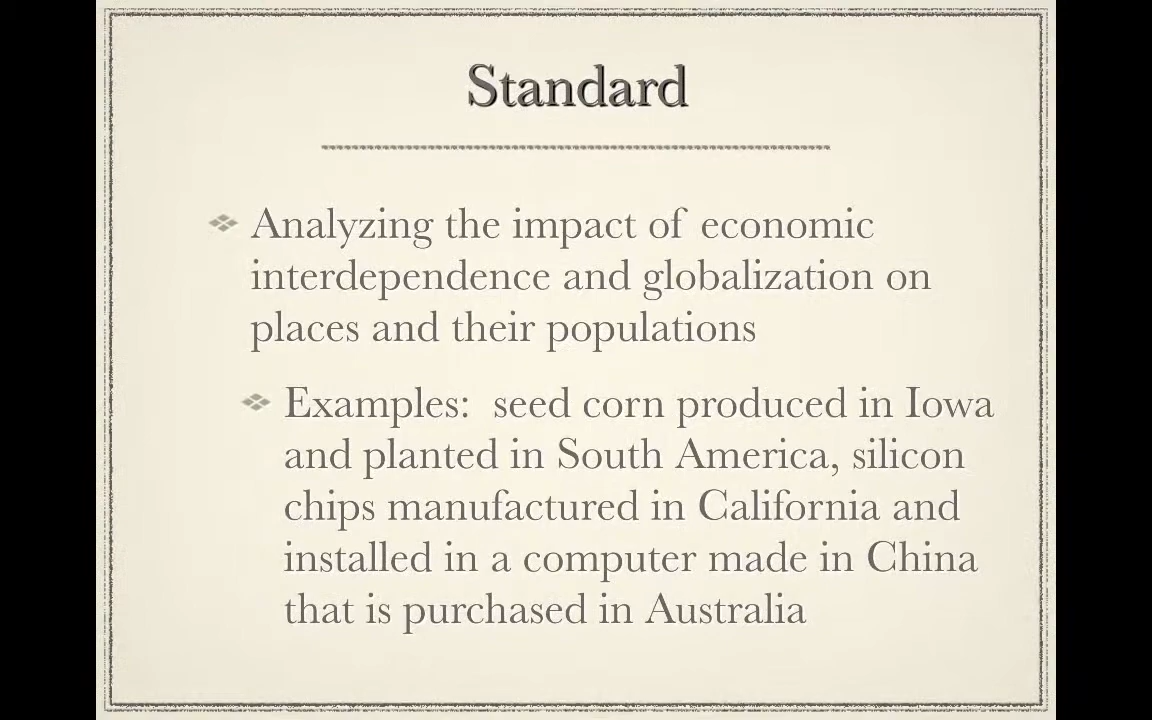 Standard
Analyzing the impact of economic
interdependence and globalization on
places and their populations
Examples: seed corn produced in Iowa
and planted in South America, silicon
chips manufactured in California and
installed in a computer made in China
that is purchased in Australia